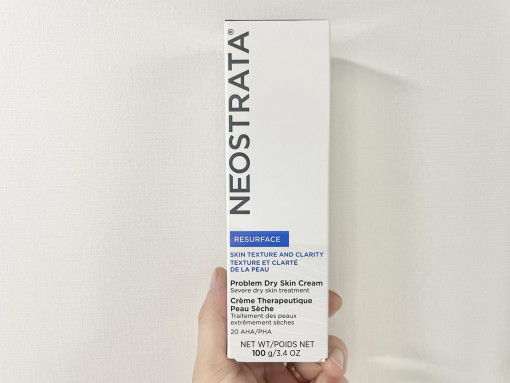 NEOSTRATA®
RESURFACE
SKIN TEXTURE AND CLARITY
TEXTURE ET CLARTÉ
DE LA PEAU
Problem Dry Skin Cream
Severe dry skin treatment
Crème Therapeutique
Peau Sèche
Traitement des peaux
extrêmement sèches
20 AHA/PHA
NET WT/POIDS NET
100 g/3.4 OZ